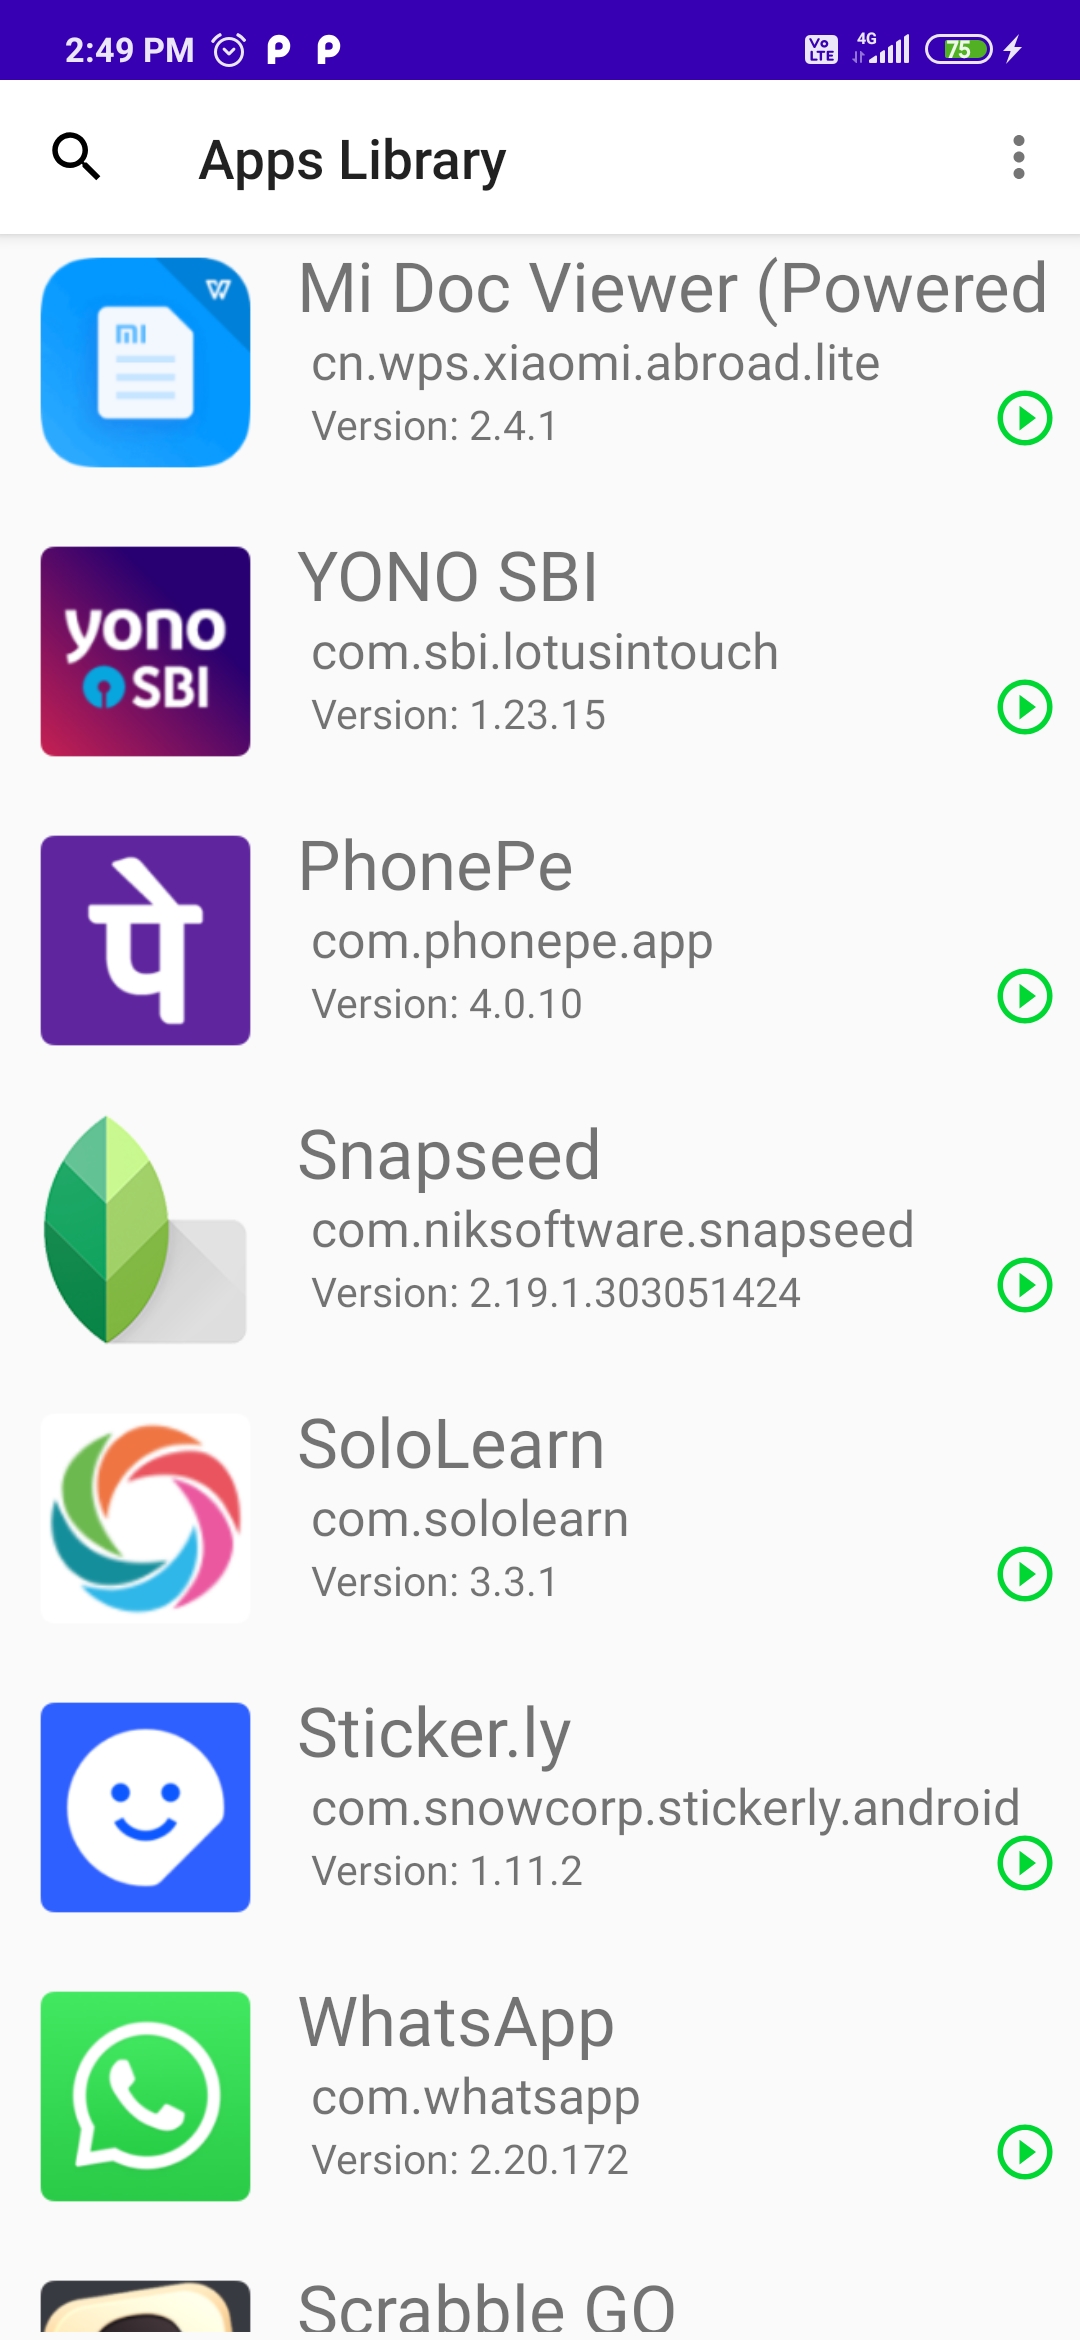 2:49 PM
Vo LTE
4G
75
Apps Library
mi
Mi Doc Viewer (Powered
cn.wps.xiaomi.abroad.lite
Version: 2.4.1
yono
SBI
YONO SBI
com.sbi.lotusintouch
Version: 1.23.15
पे
PhonePe
com.phonepe.app
Version: 4.0.10
Snapseed
com.niksoftware.snapseed
Version: 2.19.1.303051424
SoloLearn
com.sololearn
Version: 3.3.1
Sticker.ly
com.snowcorp.stickerly.android
Version: 1.11.2
WhatsApp
com.whatsapp
Version: 2.20.172
Scrabble GO